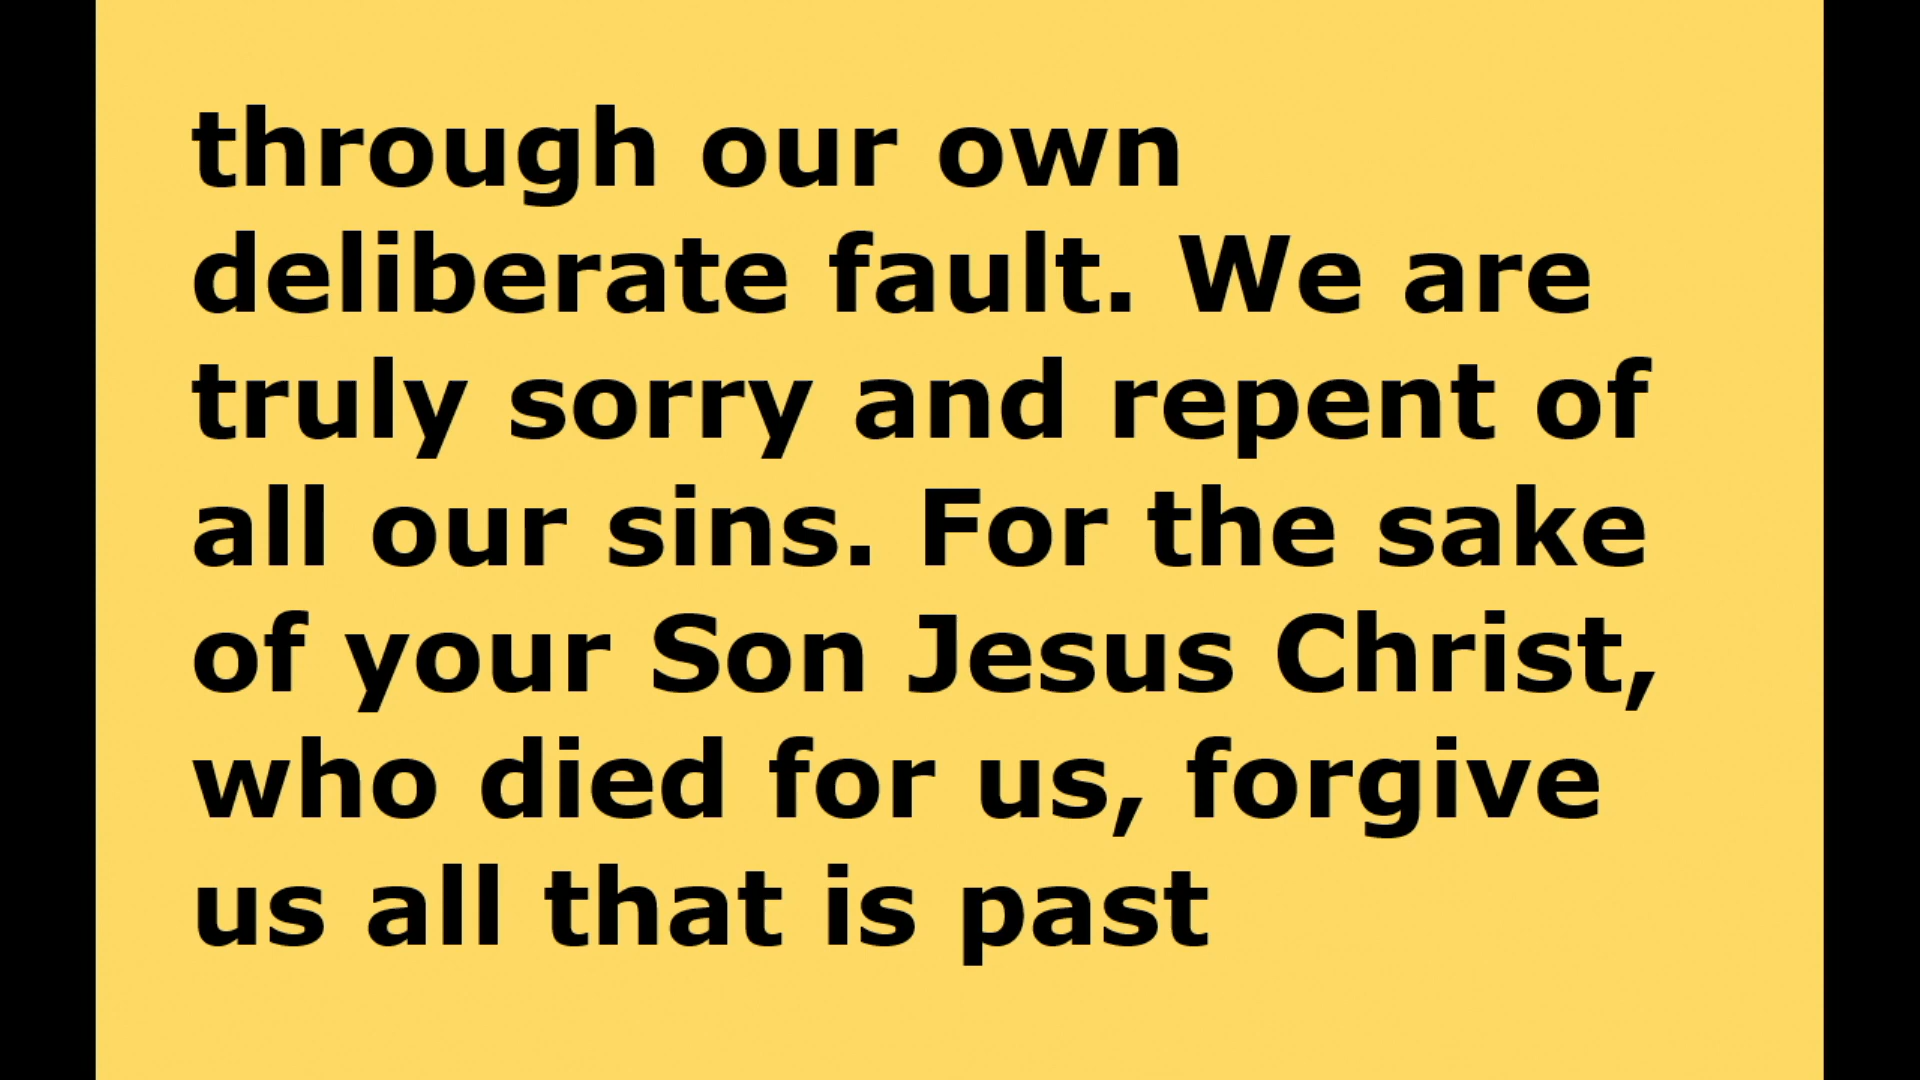 through our own
deliberate fault. We are
truly sorry and repent of
all our sins. For the sake
of your Son Jesus Christ,
who died for us, forgive
us all that is past